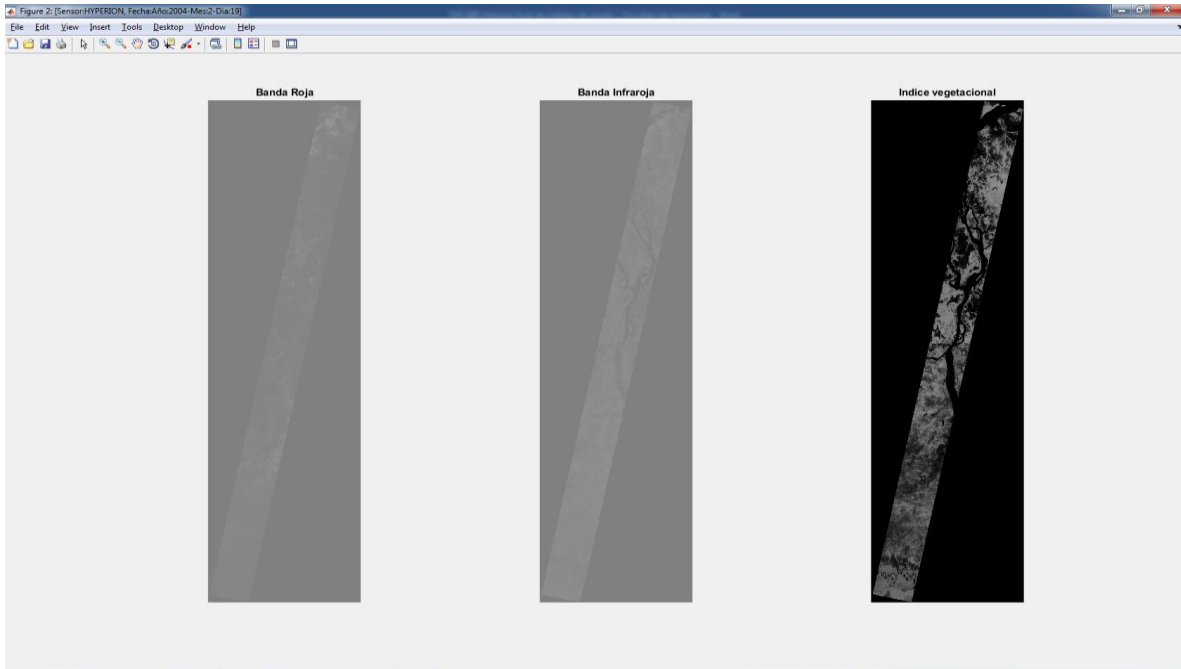 Figure 2: [Sensor:HYPERION, Fecha:Año:2004-Mes:2-Dia:19]
File Edit View Insert Tools Desktop Window Help
Banda Roja Banda Infraroja Indice vegetacional